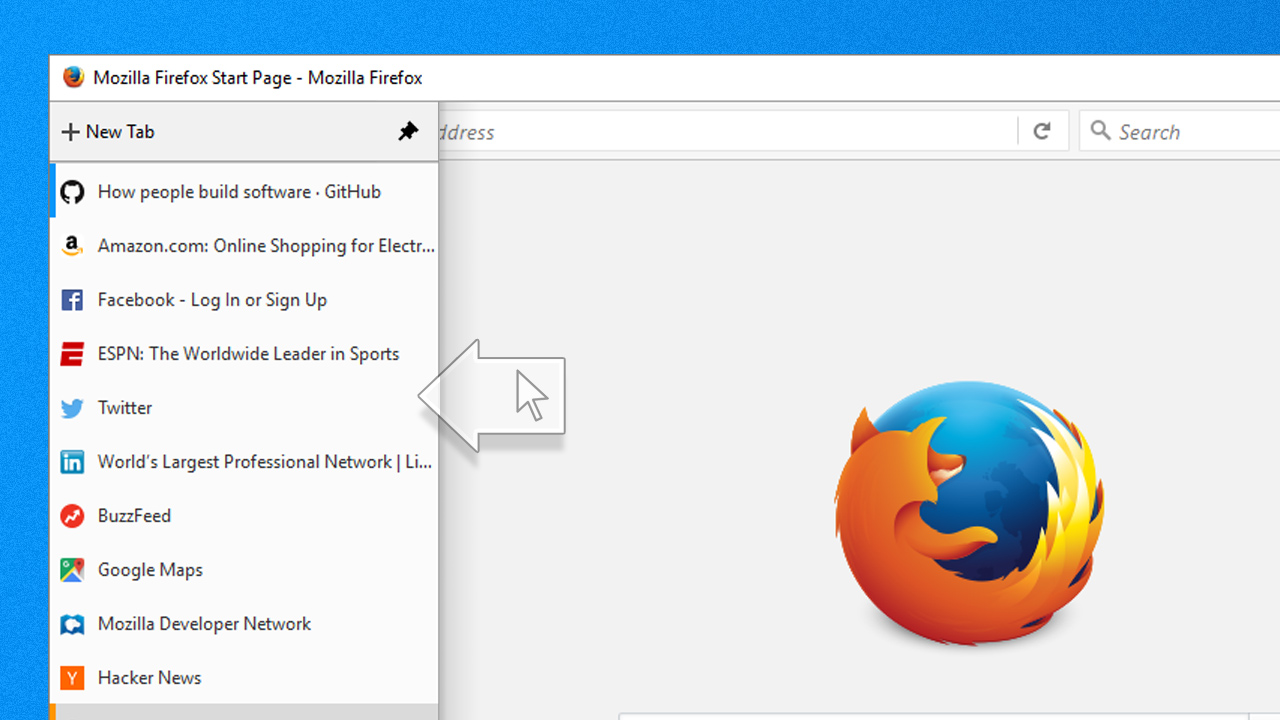 Mozilla Firefox Start Page - Mozilla Firefox
New Tab
ddress
Search
How people build software · GitHub
Amazon.com: Online Shopping for Electr...
Facebook - Log In or Sign Up
ESPN: The Worldwide Leader in Sports
Twitter
World’s Largest Professional Network | Li...
BuzzFeed
Google Maps
Mozilla Developer Network
Hacker News